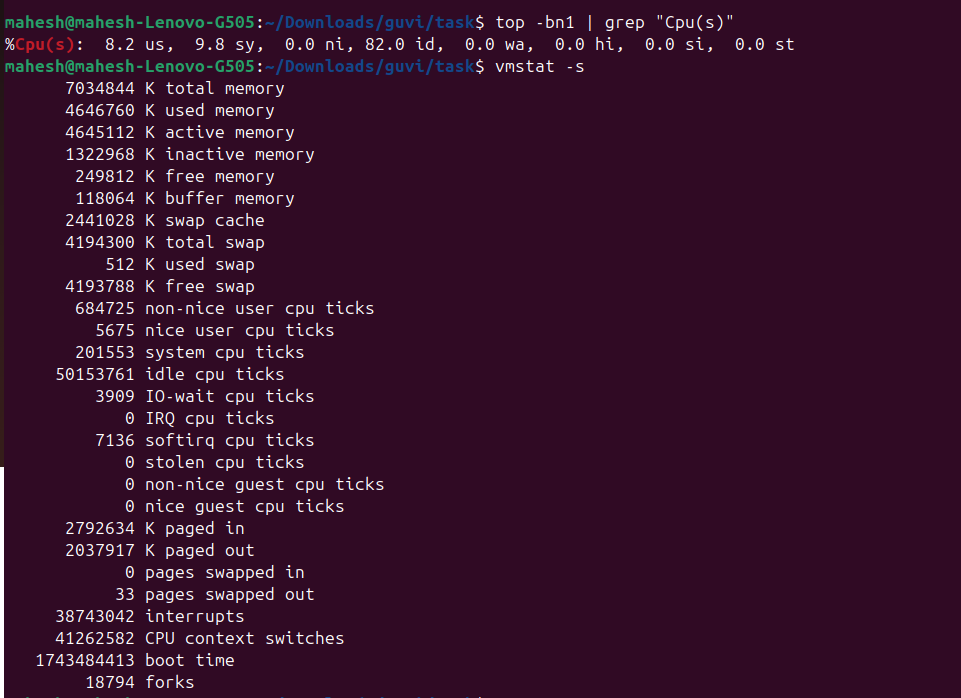 mahesh@mahesh-Lenovo-G505:~/Downloads/guvi/task$ top -bn1 | grep "Cpu(s)"
%Cpu(s):  8.2 us,  9.8 sy,  0.0 ni, 82.0 id,  0.0 wa,  0.0 hi,  0.0 si,  0.0 st
mahesh@mahesh-Lenovo-G505:~/Downloads/guvi/task$ vmstat -s
      7034844 K total memory
      4646760 K used memory
      4645112 K active memory
      1322968 K inactive memory
       249812 K free memory
       118064 K buffer memory
      2441028 K swap cache
      4194300 K total swap
          512 K used swap
      4193788 K free swap
       684725 non-nice user cpu ticks
         5675 nice user cpu ticks
       201553 system cpu ticks
     50153761 idle cpu ticks
         3909 IO-wait cpu ticks
            0 IRQ cpu ticks
         7136 softirq cpu ticks
            0 stolen cpu ticks
            0 non-nice guest cpu ticks
            0 nice guest cpu ticks
      2792634 K paged in
      2037917 K paged out
            0 pages swapped in
           33 pages swapped out
     38743042 interrupts
     41262582 CPU context switches
   1743484413 boot time
        18794 forks